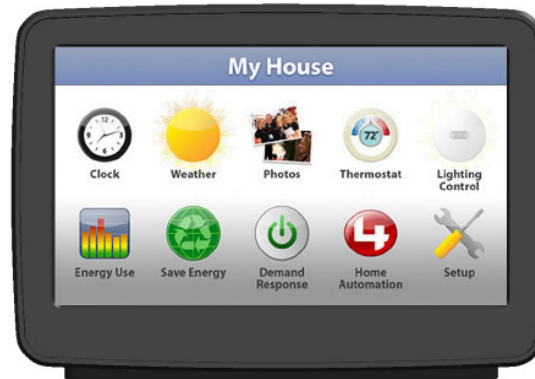 My House
Clock
Weather
Photos
Thermostat
Lighting
Control
72°
Energy Use
Save Energy
Demand
Response
Home
Automation
Setup